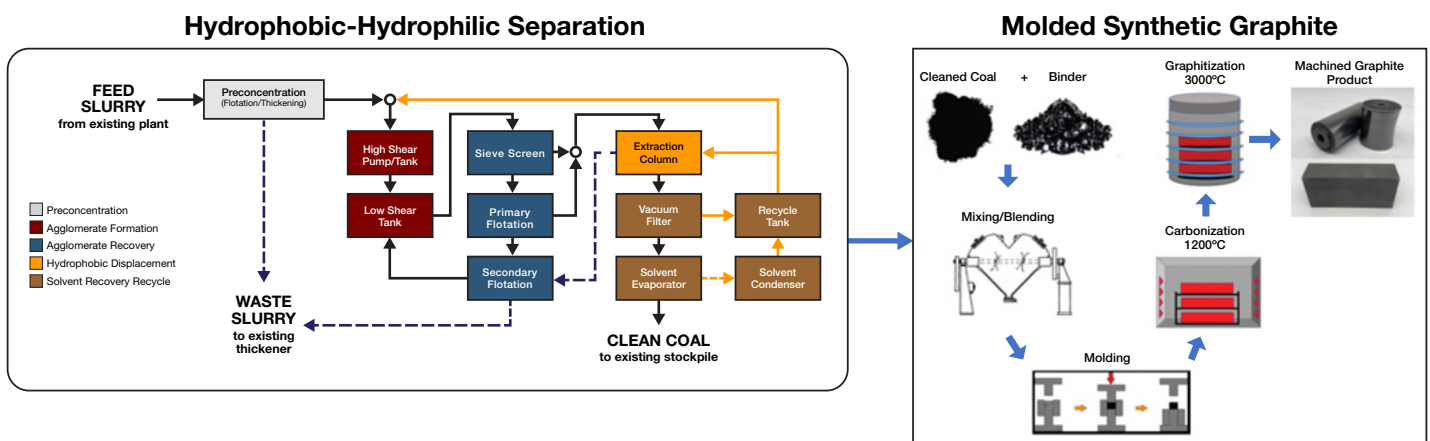 Hydrophobic-Hydrophilic Separation
FEED
SLURRY
from existing plant
Preconcentration
(Flotation/Thickening)
High Shear
Pump/Tank
Sieve Screen
Extraction
Column
Low Shear
Tank
Primary
Flotation
Vacuum
Filter
Recycle
Tank
Secondary
Flotation
Solvent
Evaporator
Solvent
Condenser
Preconcentration
Agglomerate Formation
Agglomerate Recovery
Hydrophobic Displacement
Solvent Recovery Recycle
WASTE
SLURRY
to existing
thickener
CLEAN COAL
to existing stockpile
Molded Synthetic Graphite
Cleaned Coal + Binder
Mixing/Blending
Molding
Carbonization
1200ºC
Graphitization
3000ºC
Machined Graphite
Product